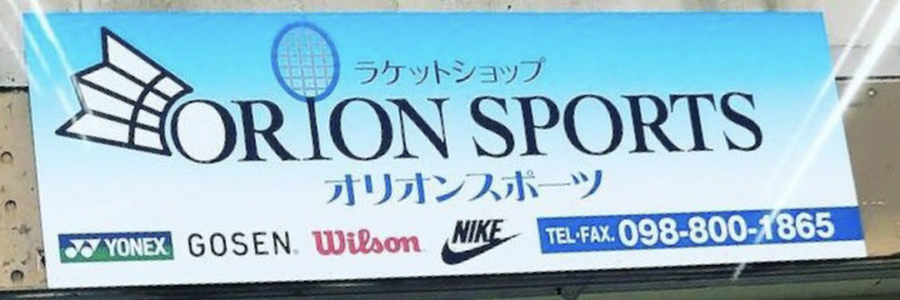 ラケットショップ
ORION SPORTS
オリオンスポーツ
YONEX GOSEN Wilson NIKE TEL・FAX. 098-800-1865